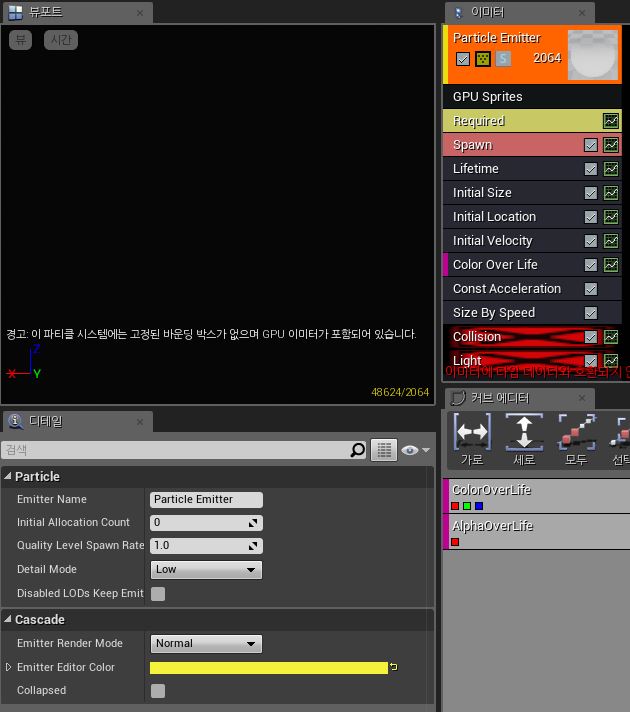 뷰포트
뷰 시간
경고: 이 파티클 시스템에는 고정된 바운딩 박스가 없으며 GPU 이미터가 포함되어 있습니다.
Z
X
Y
48624/2064
이미터
Particle Emitter
S 2064
GPU Sprites
Required
Spawn
Lifetime
Initial Size
Initial Location
Initial Velocity
Color Over Life
Const Acceleration
Size By Speed
Collision
Light
이미터에 타입 데이터와 호환되지 않
디테일
검색
Particle
Emitter Name Particle Emitter
Initial Allocation Count 0
Quality Level Spawn Rate 1.0
Detail Mode Low
Disabled LODs Keep Emit
Cascade
Emitter Render Mode Normal
Emitter Editor Color
Collapsed
커브 에디터
가로 세로 모두 선택
ColorOverLife
AlphaOverLife